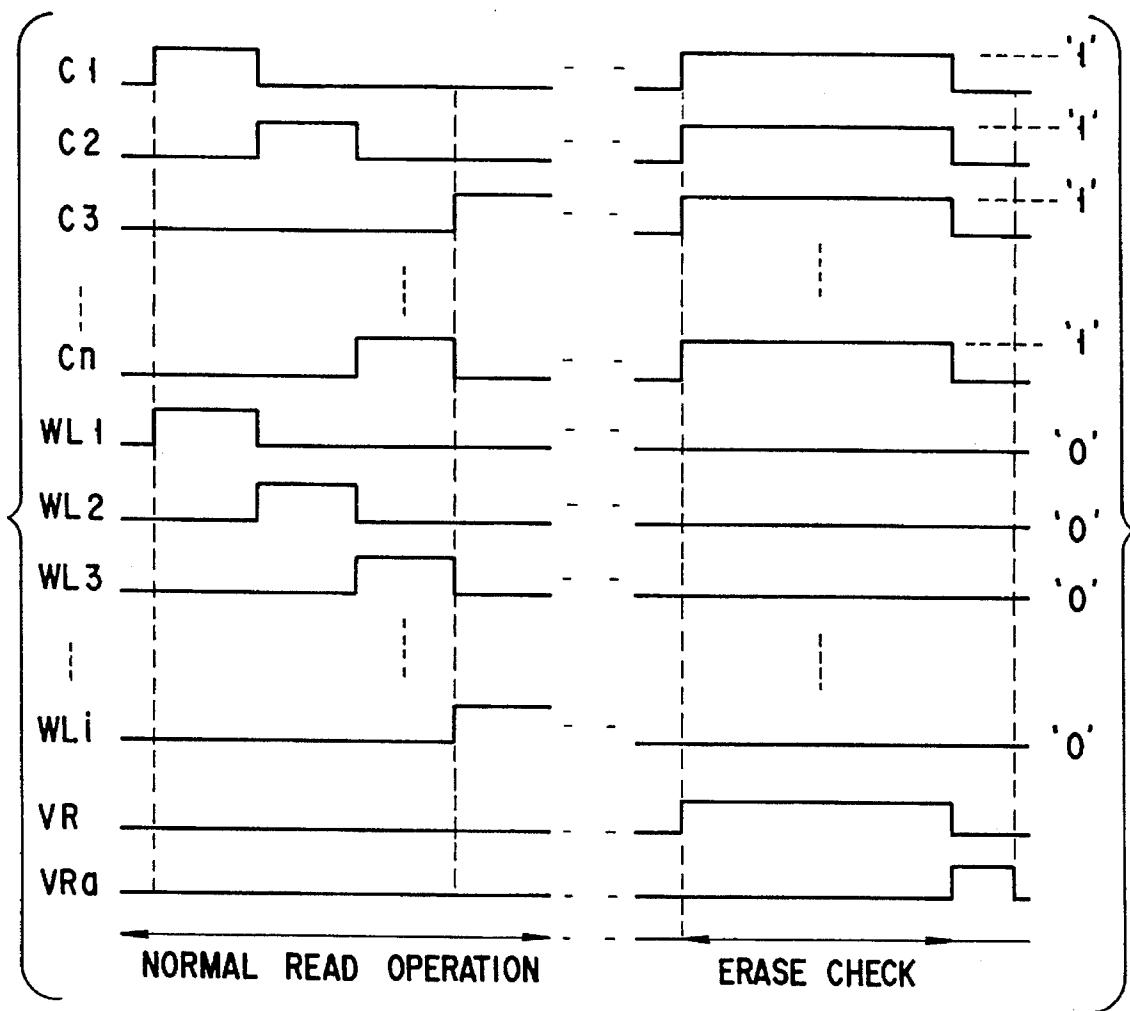 C1 '1'
C2 '1'
C3 '1'
Cn '1'
WL1 '0'
WL2 '0'
WL3 '0'
WLi '0'
VR
VRa
NORMAL READ OPERATION ERASE CHECK